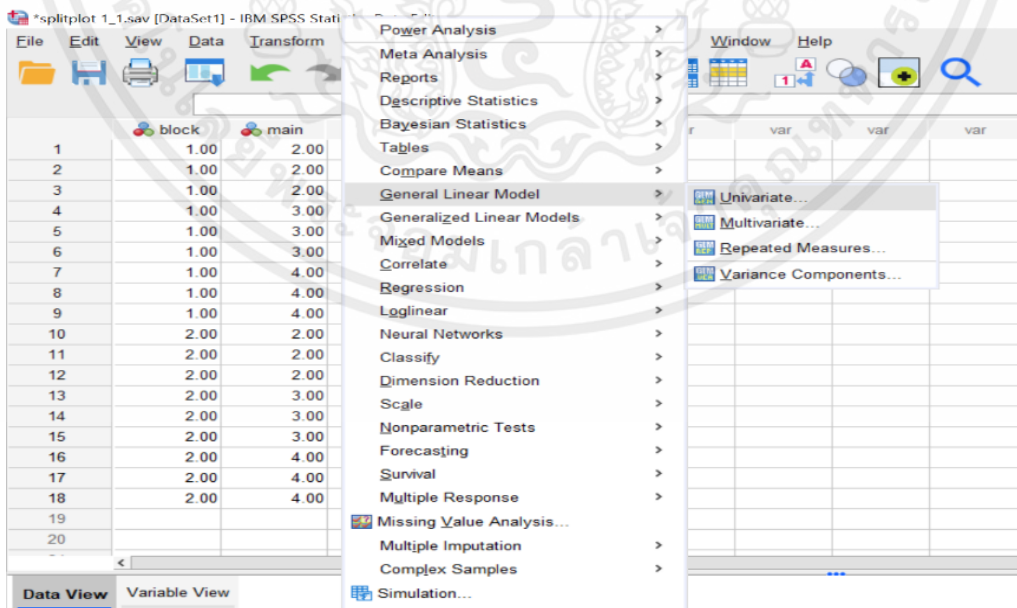 *splitplot 1_1.sav [DataSet1] - IBM SPSS Stati
File Edit View Data Transform Window Help
block main var var var
1 1.00 2.00
2 1.00 2.00
3 1.00 2.00
4 1.00 3.00
5 1.00 3.00
6 1.00 3.00
7 1.00 4.00
8 1.00 4.00
9 1.00 4.00
10 2.00 2.00
11 2.00 2.00
12 2.00 2.00
13 2.00 3.00
14 2.00 3.00
15 2.00 3.00
16 2.00 4.00
17 2.00 4.00
18 2.00 4.00
19
20
Power Analysis
Meta Analysis
Reports
Descriptive Statistics
Bayesian Statistics
Tables
Compare Means
General Linear Model
Generalized Linear Models
Mixed Models
Correlate
Regression
Loglinear
Neural Networks
Classify
Dimension Reduction
Scale
Nonparametric Tests
Forecasting
Survival
Multiple Response
Missing Value Analysis...
Multiple Imputation
Complex Samples
Simulation...
Univariate...
Multivariate...
Repeated Measures...
Variance Components...
Data View Variable View